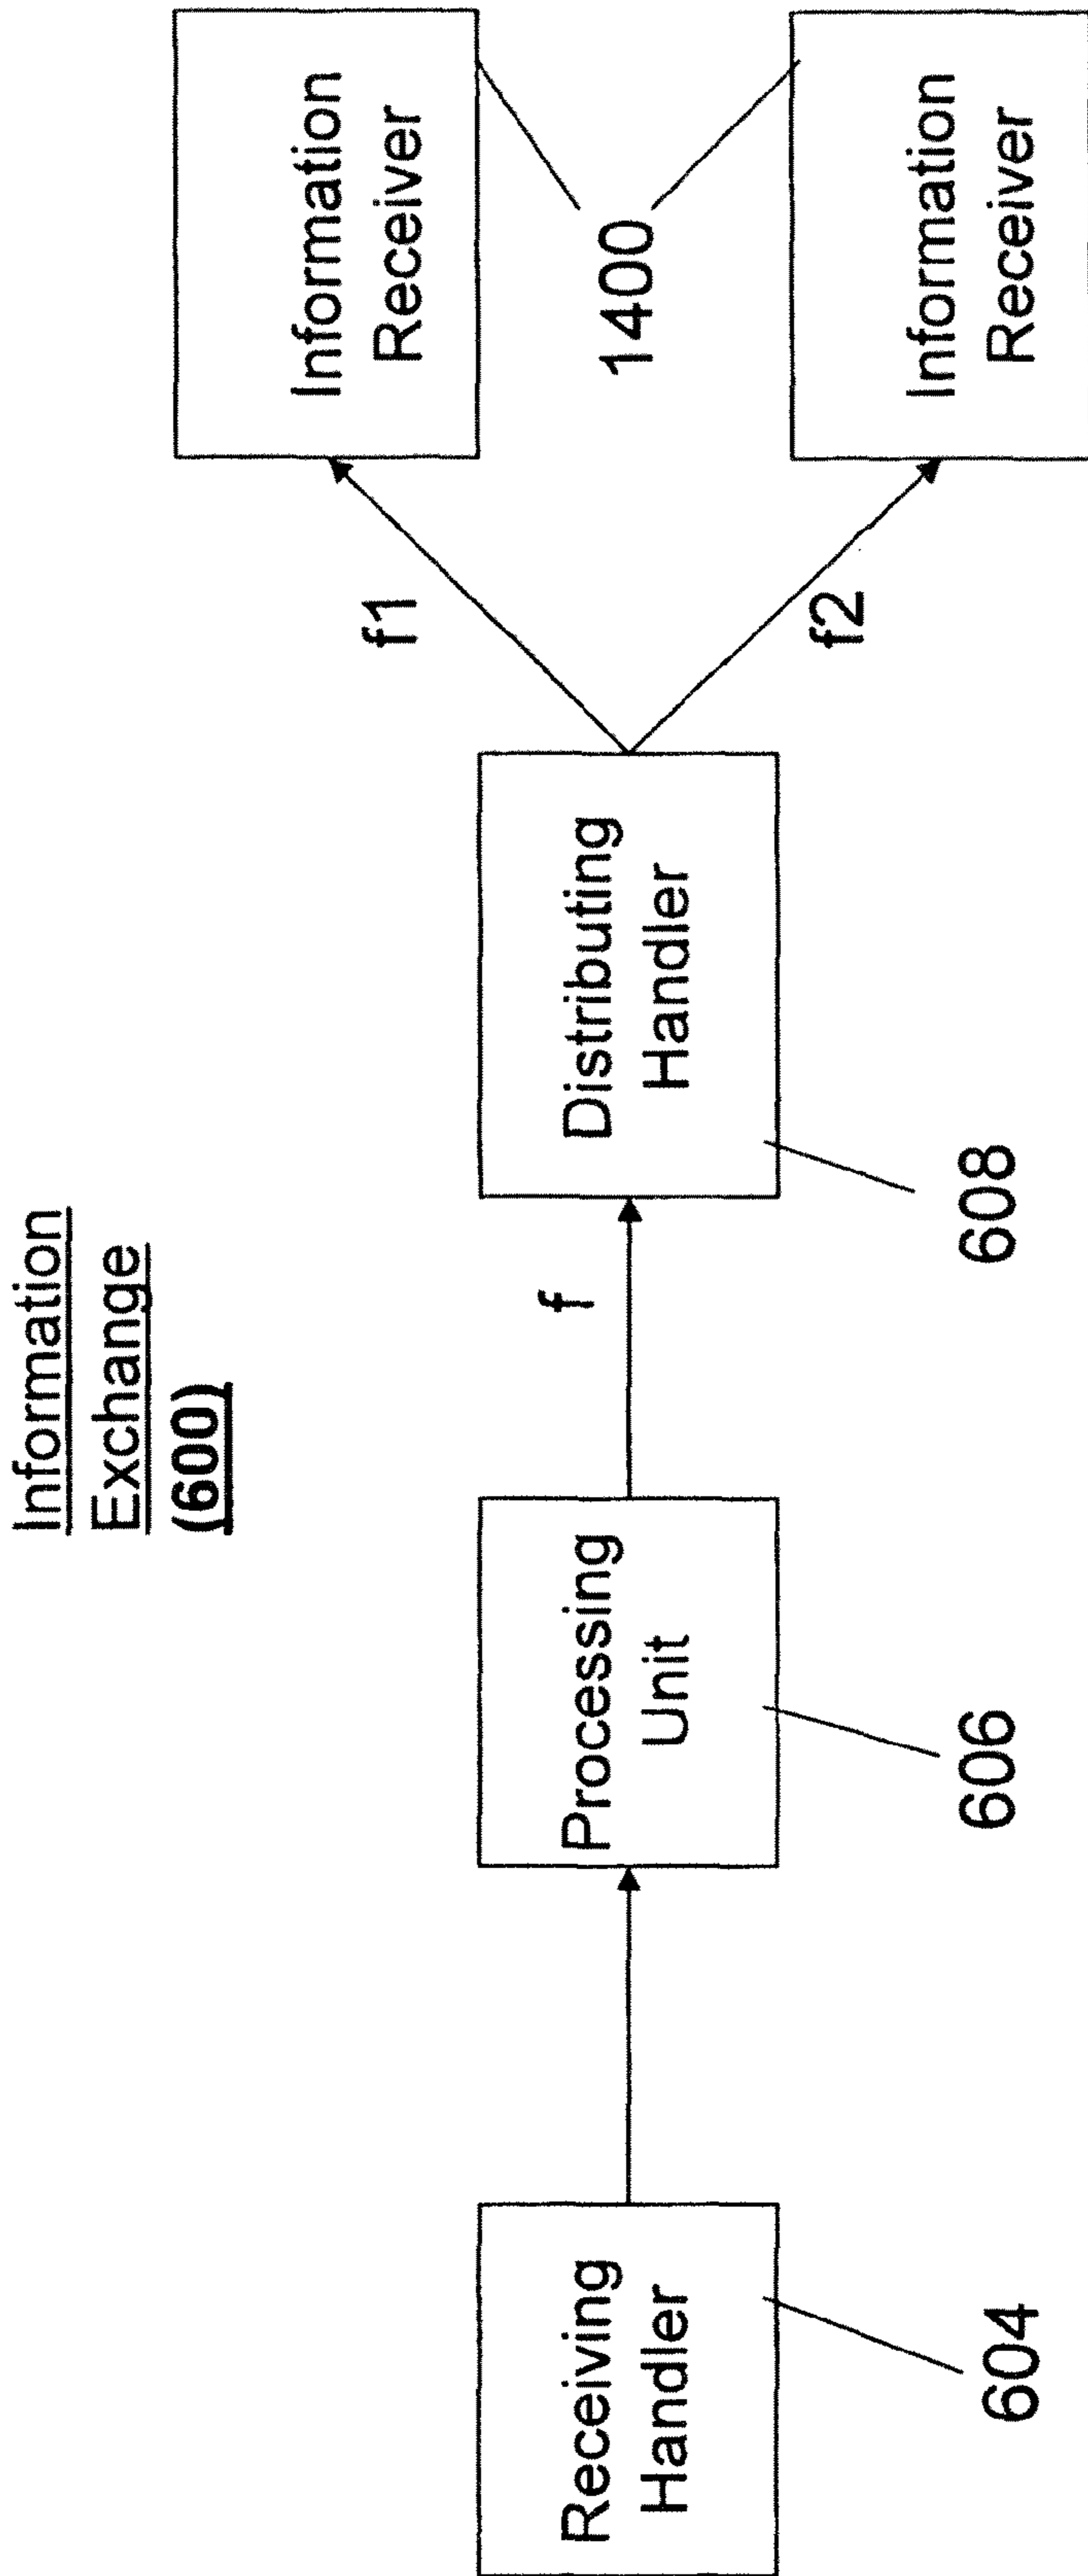 Information
Exchange
(600)
Receiving
Handler
604
Processing
Unit
606
f
Distributing
Handler
608
f1
f2
Information
Receiver
1400
Information
Receiver